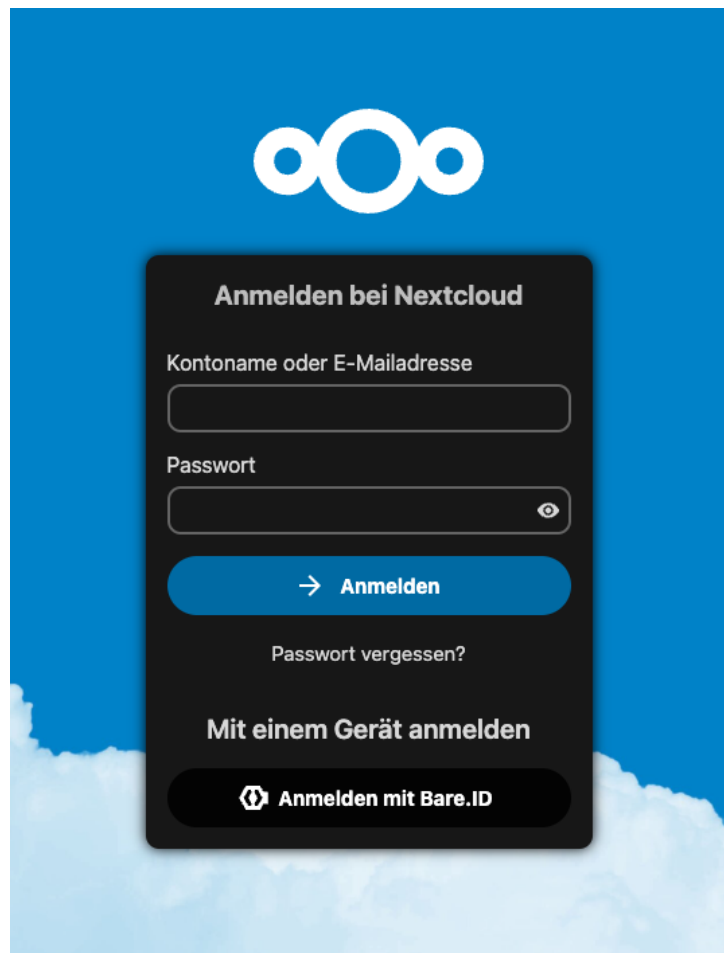 Anmelden bei Nextcloud
Kontoname oder E-Mailadresse
Passwort
Anmelden
Passwort vergessen?
Mit einem Gerät anmelden
Anmelden mit Bare.ID